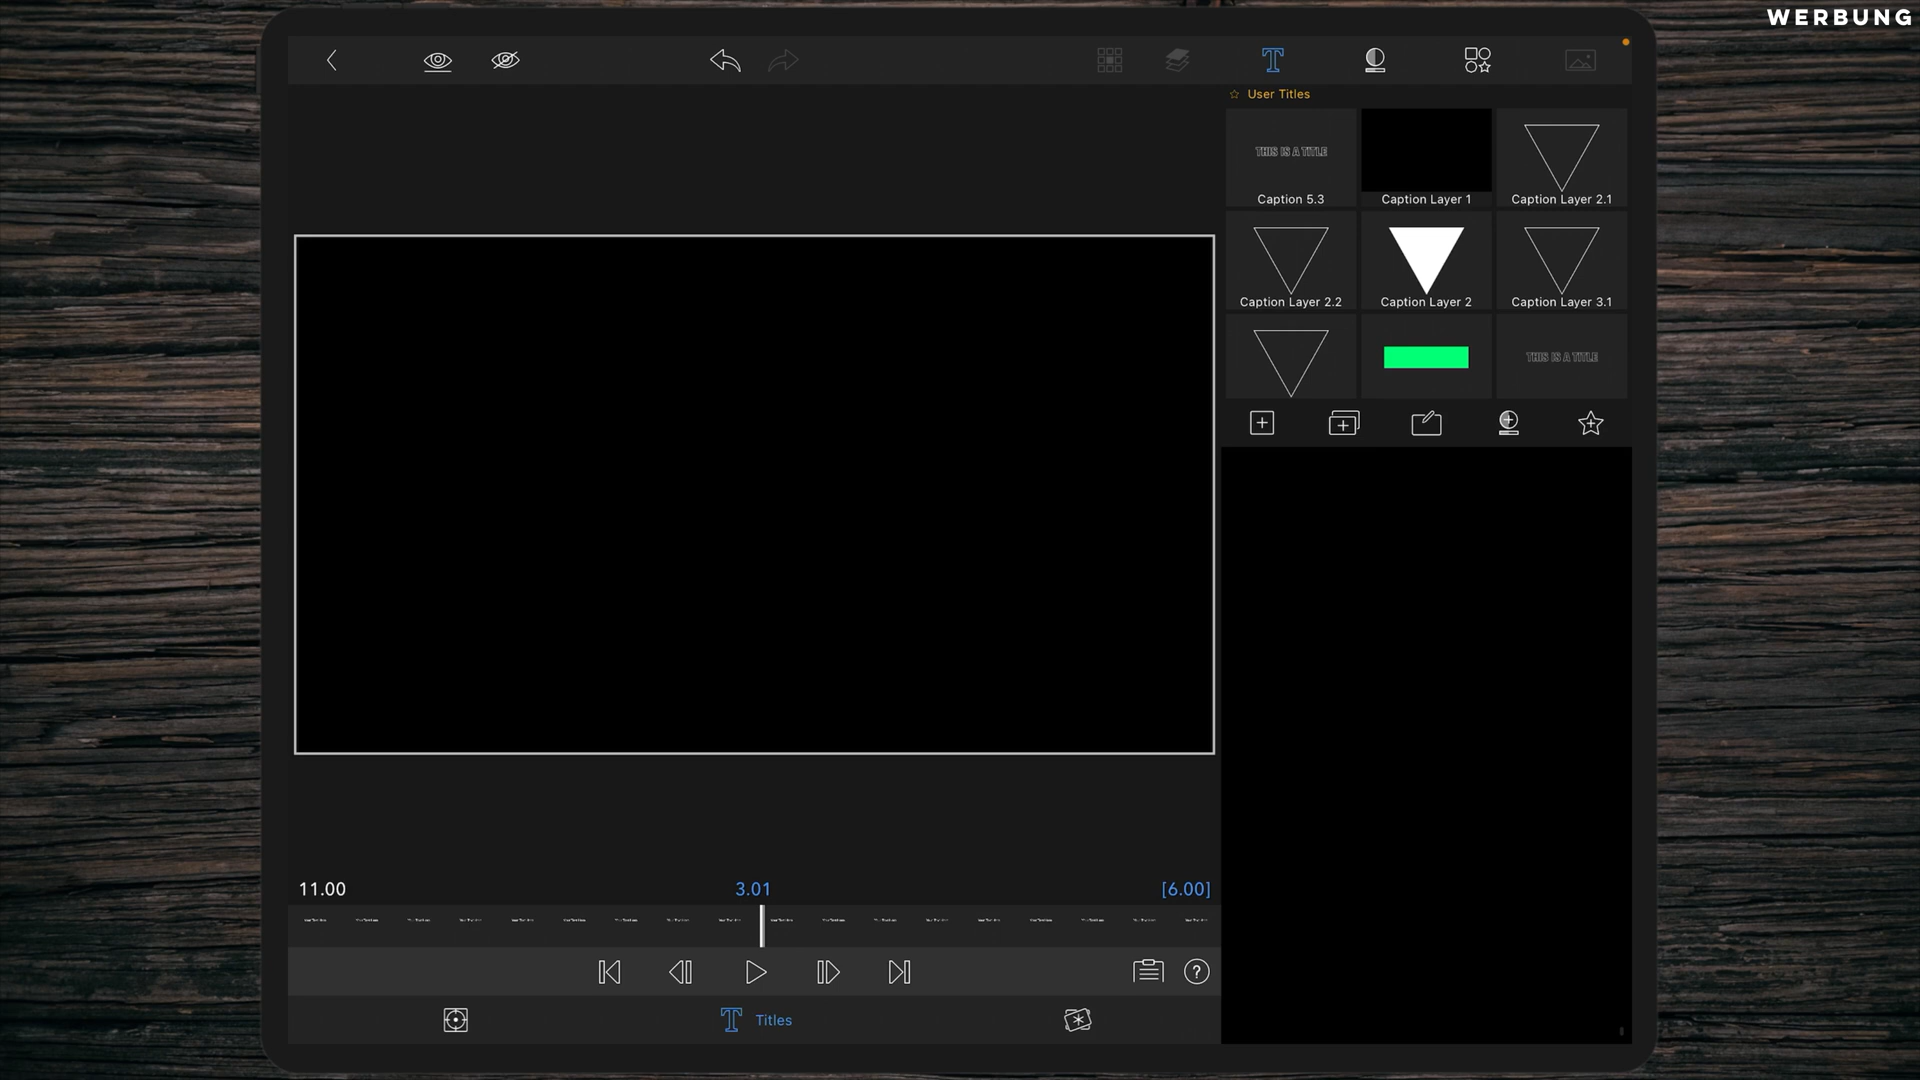 WERBUNG
User Titles
THIS IS A TITLE
Caption 5.3
Caption Layer 1
Caption Layer 2.1
Caption Layer 2.2
Caption Layer 2
Caption Layer 3.1
THIS IS A TITLE
11.00
3.01
[6.00]
?
Titles